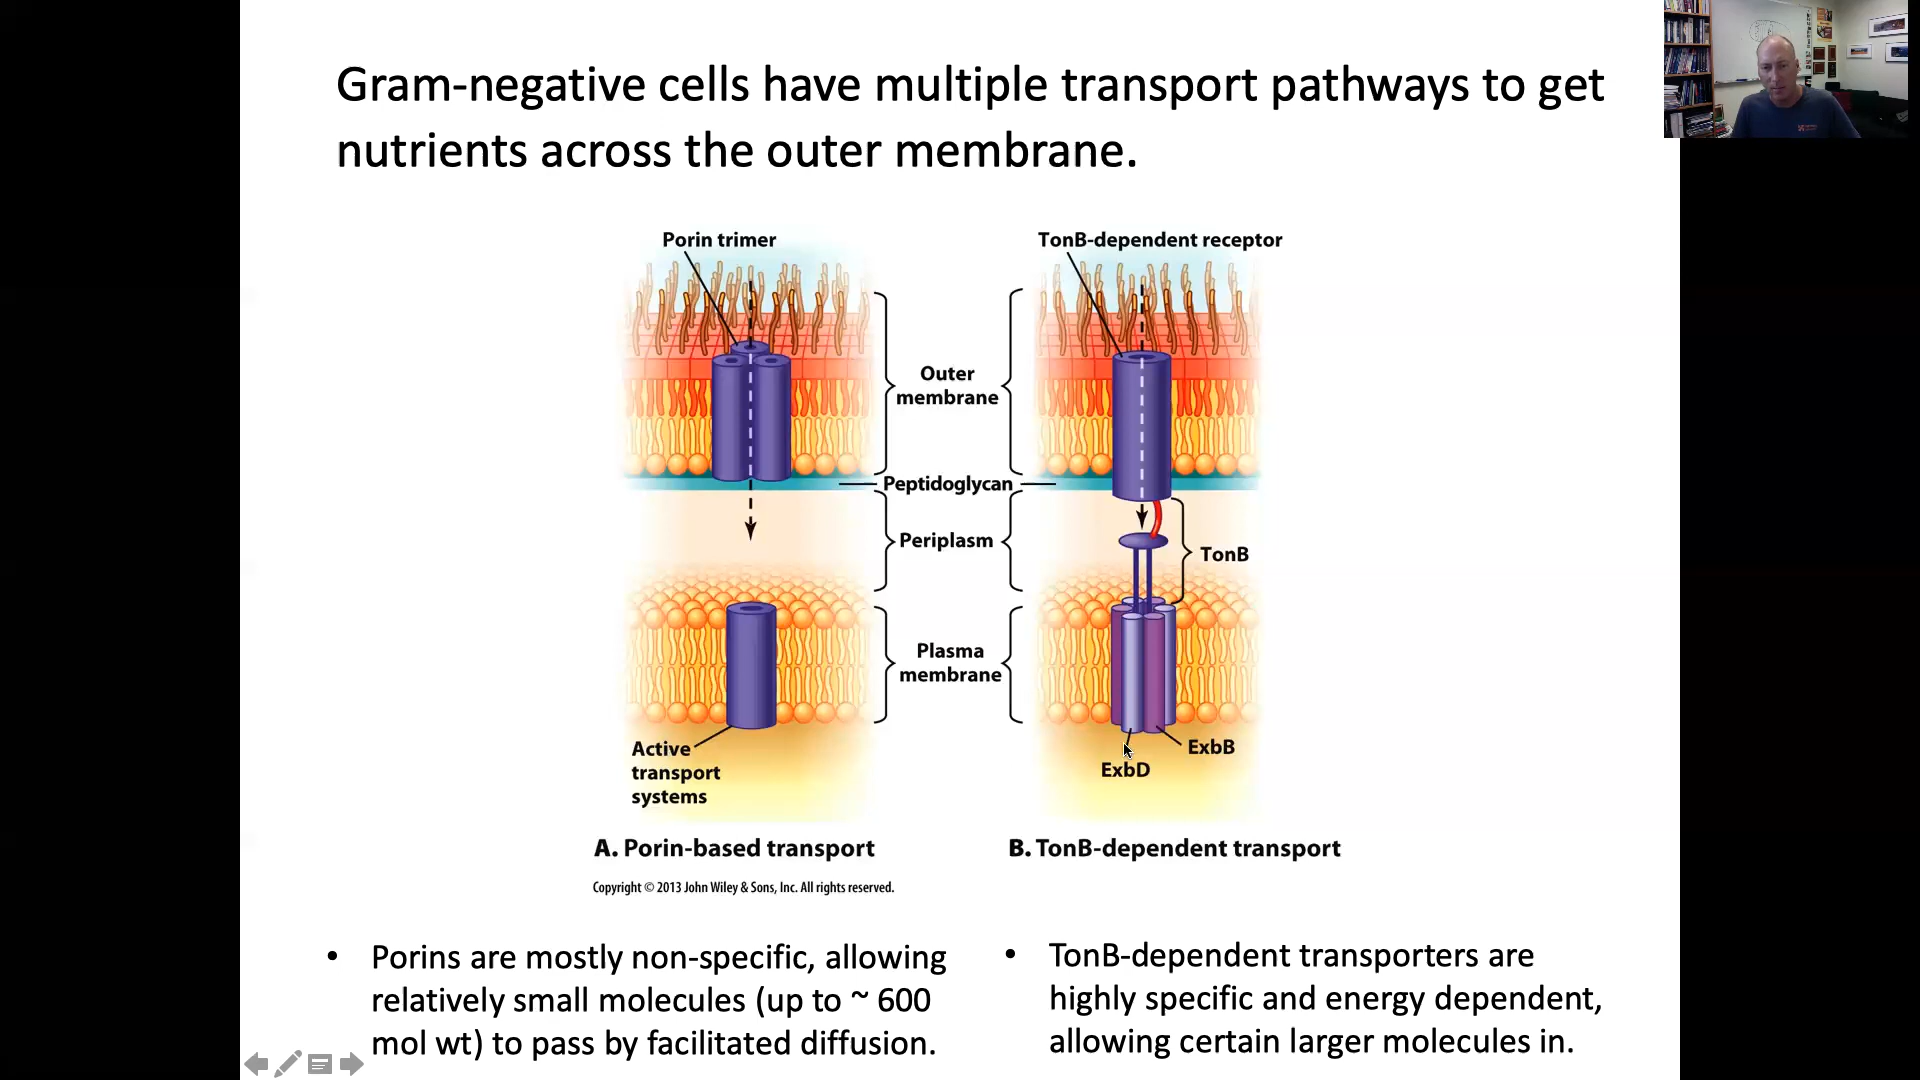 Gram-negative cells have multiple transport pathways to get
nutrients across the outer membrane.
Porin trimer
TonB-dependent receptor
Outer
membrane
Peptidoglycan
Periplasm
TonB
Plasma
membrane
Active
transport
systems
ExbB
ExbD
A. Porin-based transport
B. TonB-dependent transport
Copyright © 2013 John Wiley & Sons, Inc. All rights reserved.
• Porins are mostly non-specific, allowing
relatively small molecules (up to ~ 600
mol wt) to pass by facilitated diffusion.
• TonB-dependent transporters are
highly specific and energy dependent,
allowing certain larger molecules in.